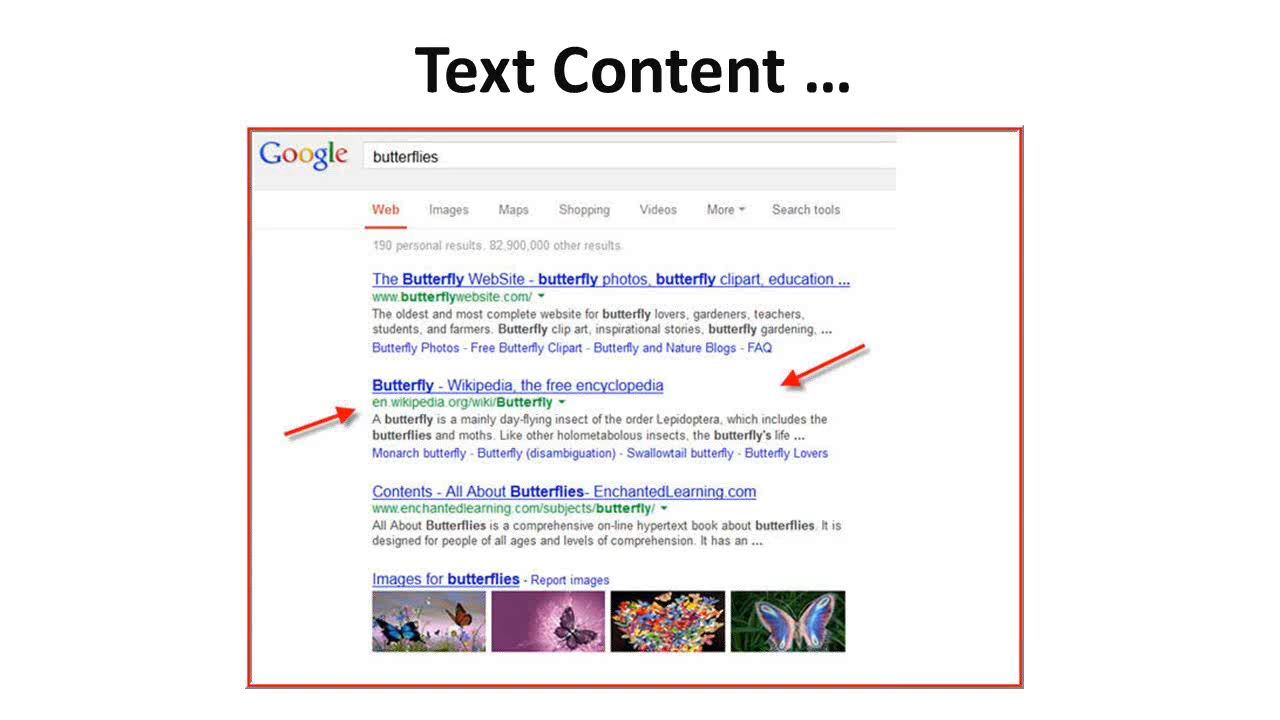 Text Content ...
Google
butterflies
Web Images Maps Shopping Videos More Search tools
190 personal results. 82,900,000 other results.
The Butterfly WebSite - butterfly photos, butterfly clipart, education ...
www.butterflywebsite.com/
The oldest and most complete website for butterfly lovers, gardeners, teachers,
students, and farmers. Butterfly clip art, inspirational stories, butterfly gardening, ...
Butterfly Photos - Free Butterfly Clipart - Butterfly and Nature Blogs - FAQ
Butterfly - Wikipedia, the free encyclopedia
en.wikipedia.org/wiki/Butterfly
A butterfly is a mainly day-flying insect of the order Lepidoptera, which includes the
butterflies and moths. Like other holometabolous insects, the butterfly's life ...
Monarch butterfly - Butterfly (disambiguation) - Swallowtail butterfly - Butterfly Lovers
Contents - All About Butterflies- EnchantedLearning.com
www.enchantedlearning.com/subjects/butterfly/
All About Butterflies is a comprehensive on-line hypertext book about butterflies. It is
designed for people of all ages and levels of comprehension. It has an ...
Images for butterflies - Report images